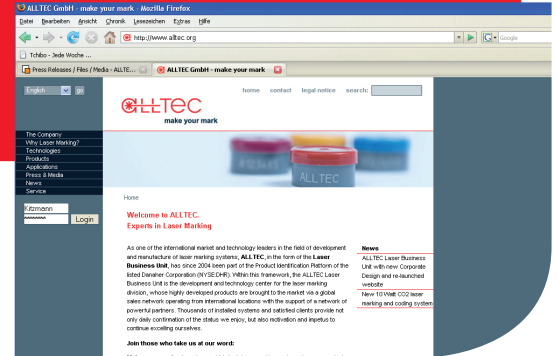 ALLTEC GmbH - make your mark - Mozilla Firefox
Datei Bearbeiten Ansicht Chronik Lesezeichen Extras Hilfe
http://www.alltec.org
Google
Tchibo - Jede Woche ...
Press Releases / Files / Media - ALLTE...
ALLTEC GmbH - make your mark
English go
home contact legal notice search:
ALLTEC
make your mark
The Company
Why Laser Marking?
Technologies
Products
Applications
Press & Media
News
Service
ALLTEC
Kitzmann
********
Login
Home
Welcome to ALLTEC.
Experts in Laser Marking
As one of the international market and technology leaders in the field of development
and manufacture of laser marking systems, ALLTEC, in the form of the Laser
Business Unit, has since 2004 been part of the Product Identification Platform of the
listed Danaher Corporation (NYSE:DHR). Within this framework, the ALLTEC Laser
Business Unit is the development and technology center for the laser marking
division, whose highly developed products are brought to the market via a global
sales network operating from international locations with the support of a network of
powerful partners. Thousands of installed systems and satisfied clients provide not
only daily confirmation of the status we enjoy, but also motivation and impetus to
continue excelling ourselves.
Join those who take us at our word:
News
ALLTEC Laser Business
Unit with new Corporate
Design and re-launched
website
New 10 Watt CO2 laser
marking and coding system